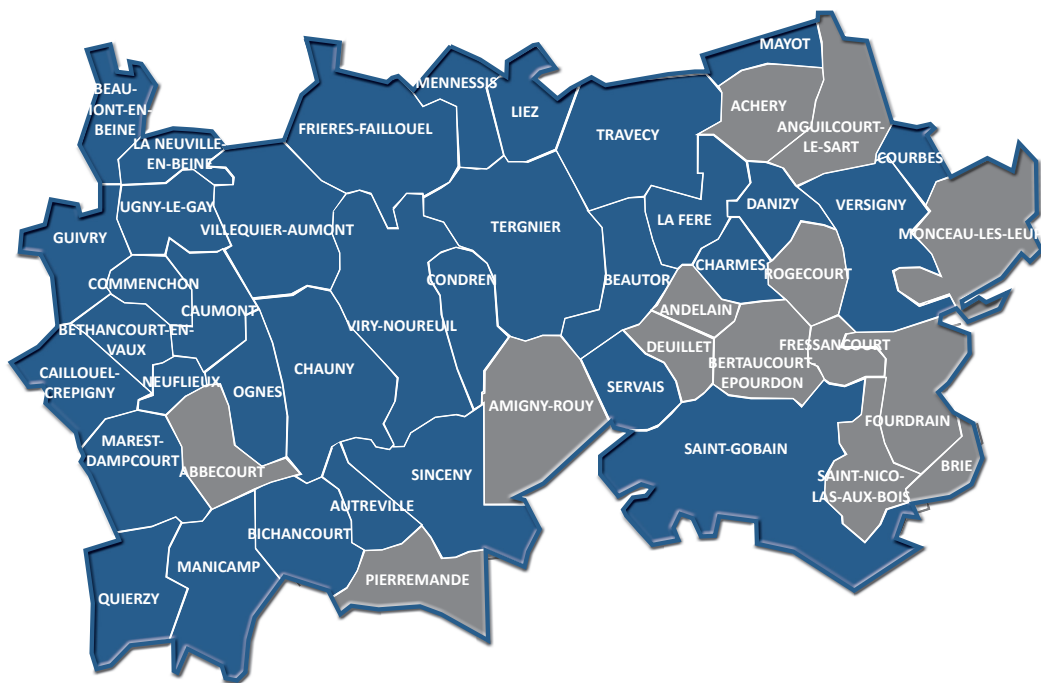 MAYOT
BEAU-
MONT-EN-
BEINE
MENNESSIS
LIEZ
ACHERY
FRIERES-FAILLOUEL
TRAVECY
ANGUILCOURT-
LE-SART
LA NEUVILLE-
EN-BEINE
COURBES
UGNY-LE-GAY
LA FERE
DANIZY
VERSIGNY
GUIVRY
VILLEQUIER-AUMONT
TERGNIER
MONCEAU-LES-LEUP
COMMENCHON
CONDREN
BEAUTOR
CHARMES
ROGECOURT
CAUMONT
ANDELAIN
BETHANCOURT-EN-
VAUX
VIRY-NOUREUIL
DEUILLET
FRESSANCOURT
CAILLOUEL-
CREPIGNY
NEUFLIEUX
OGNES
CHAUNY
SERVAIS
BERTAUCOURT
EPOURDON
AMIGNY-ROUY
FOURDRAIN
MAREST-
DAMPCOURT
ABBECOURT
SINCENY
SAINT-GOBAIN
BRIE
SAINT-NICO-
LAS-AUX-BOIS
AUTREVILLE
BICHANCOURT
MANICAMP
PIERREMANDE
QUIERZY